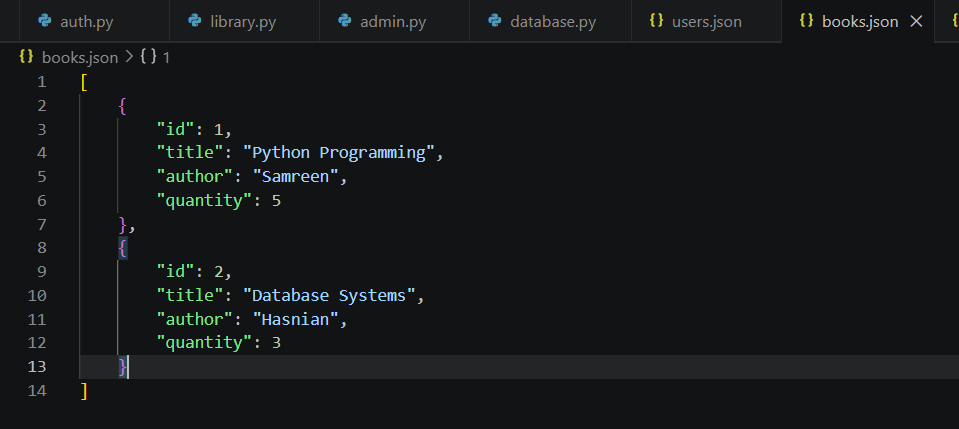 auth.py library.py admin.py database.py users.json books.json
books.json > {} 1
1 [
2     {
3         "id": 1,
4         "title": "Python Programming",
5         "author": "Samreen",
6         "quantity": 5
7     },
8     {
9         "id": 2,
10         "title": "Database Systems",
11         "author": "Hasnian",
12         "quantity": 3
13     }
14 ]